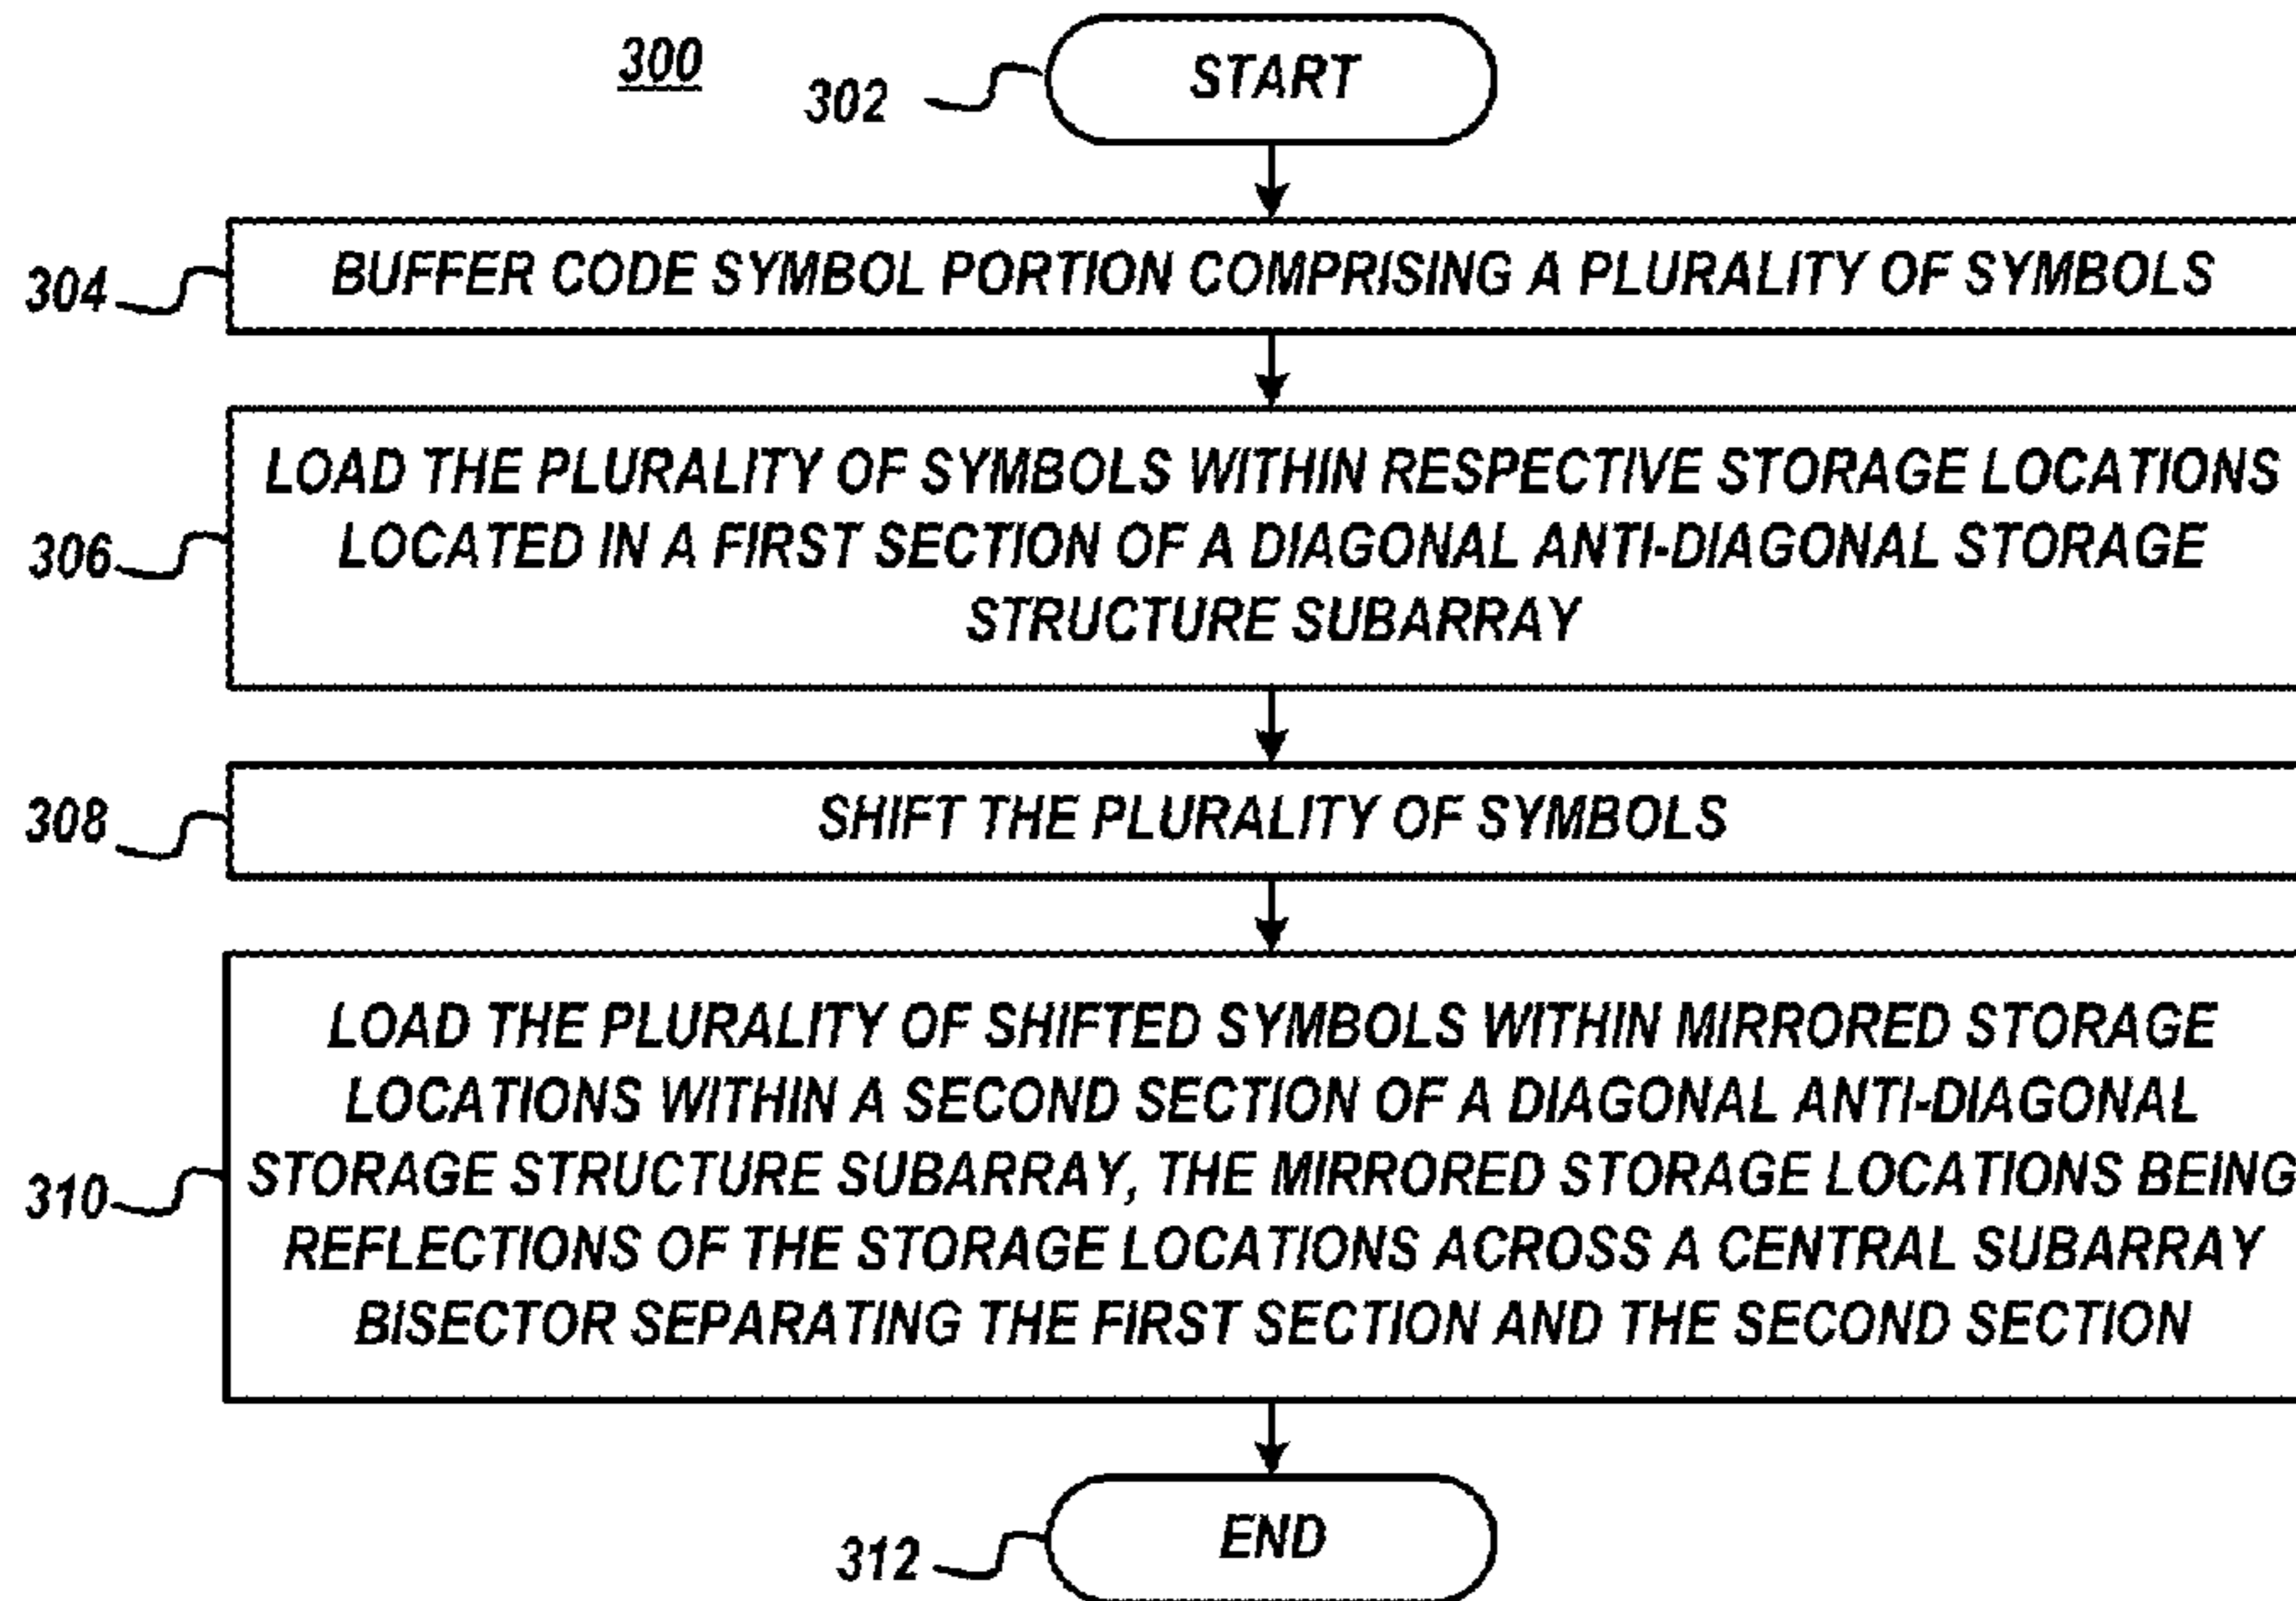 300
302
START
304
BUFFER CODE SYMBOL PORTION COMPRISING A PLURALITY OF SYMBOLS
306
LOAD THE PLURALITY OF SYMBOLS WITHIN RESPECTIVE STORAGE LOCATIONS
LOCATED IN A FIRST SECTION OF A DIAGONAL ANTI-DIAGONAL STORAGE
STRUCTURE SUBARRAY
308
SHIFT THE PLURALITY OF SYMBOLS
310
LOAD THE PLURALITY OF SHIFTED SYMBOLS WITHIN MIRRORED STORAGE
LOCATIONS WITHIN A SECOND SECTION OF A DIAGONAL ANTI-DIAGONAL
STORAGE STRUCTURE SUBARRAY, THE MIRRORED STORAGE LOCATIONS BEING
REFLECTIONS OF THE STORAGE LOCATIONS ACROSS A CENTRAL SUBARRAY
BISECTOR SEPARATING THE FIRST SECTION AND THE SECOND SECTION
312
END